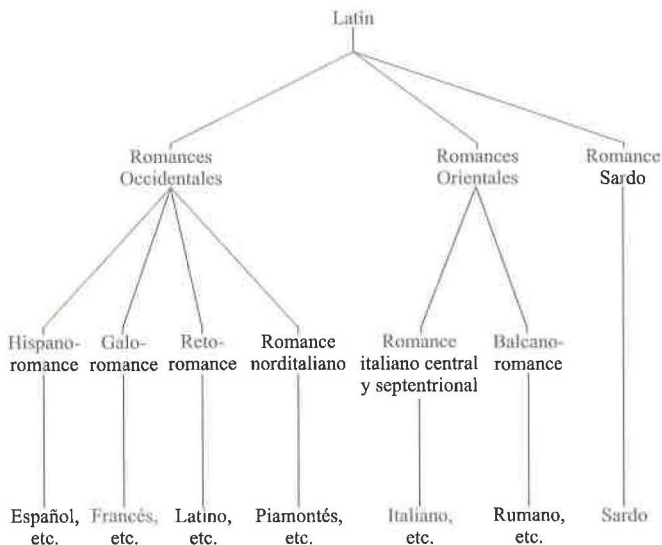 Latin
Romances
Occidentales
Romances
Orientales
Romance
Sardo
Hispano-
romance
Galo-
romance
Reto-
romance
Romance
norditaliano
Romance
italiano central
y septentrional
Balcano-
romance
Español,
etc.
Francés,
etc.
Latino,
etc.
Piamontés,
etc.
Italiano,
etc.
Rumano,
etc.
Sardo